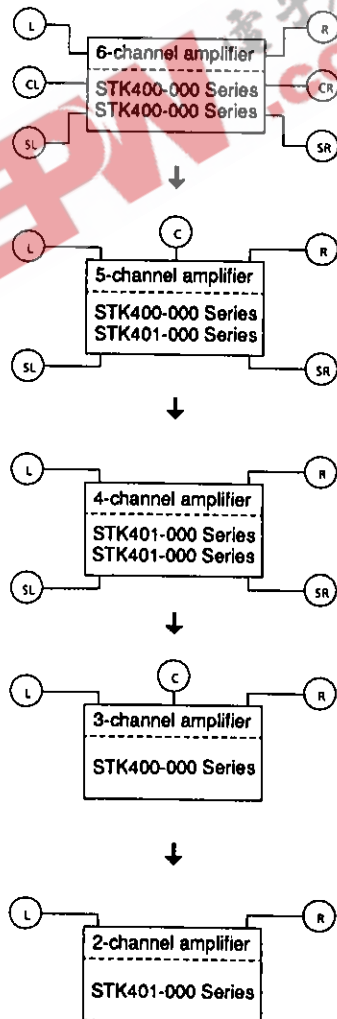 L
R
6-channel amplifier
CL
STK400-000 Series
CR
STK400-000 Series
SL
SR
C
L
R
5-channel amplifier
STK400-000 Series
STK401-000 Series
SL
SR
L
R
4-channel amplifier
STK401-000 Series
STK401-000 Series
SL
SR
C
L
R
3-channel amplifier
STK400-000 Series
L
R
2-channel amplifier
STK401-000 Series